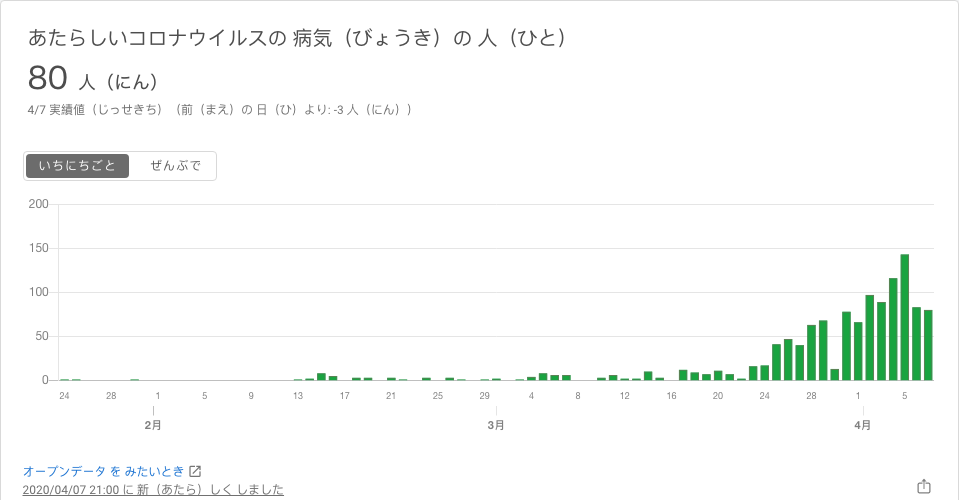 あたらしいコロナウイルスの 病気（びょうき）の 人（ひと）
80 人（にん）
4/7 実績値（じっせきち）（前（まえ）の 日（ひ）より: -3 人（にん））
いちにちごと ぜんぶで
200
150
100
50
0
24 28 1 5 9 13 17 21 25 29 4 8 12 16 20 24 28 1 5
2月 3月 4月
オープンデータ を みたいとき
2020/04/07 21:00 に 新（あたら）しく しました